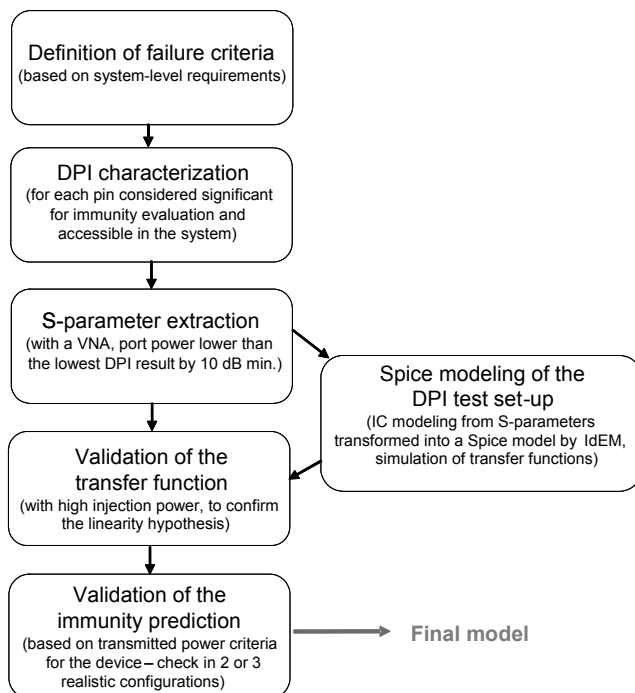 Definition of failure criteria
(based on system-level requirements)
DPI characterization
(for each pin considered significant
for immunity evaluation and
accessible in the system)
S-parameter extraction
(with a VNA, port power lower than
the lowest DPI result by 10 dB min.)
Spice modeling of the
DPI test set-up
(IC modeling from S-parameters
transformed into a Spice model by IdEM,
simulation of transfer functions)
Validation of the
transfer function
(with high injection power, to confirm
the linearity hypothesis)
Validation of the
immunity prediction
(based on transmitted power criteria
for the device – check in 2 or 3
realistic configurations)
Final model